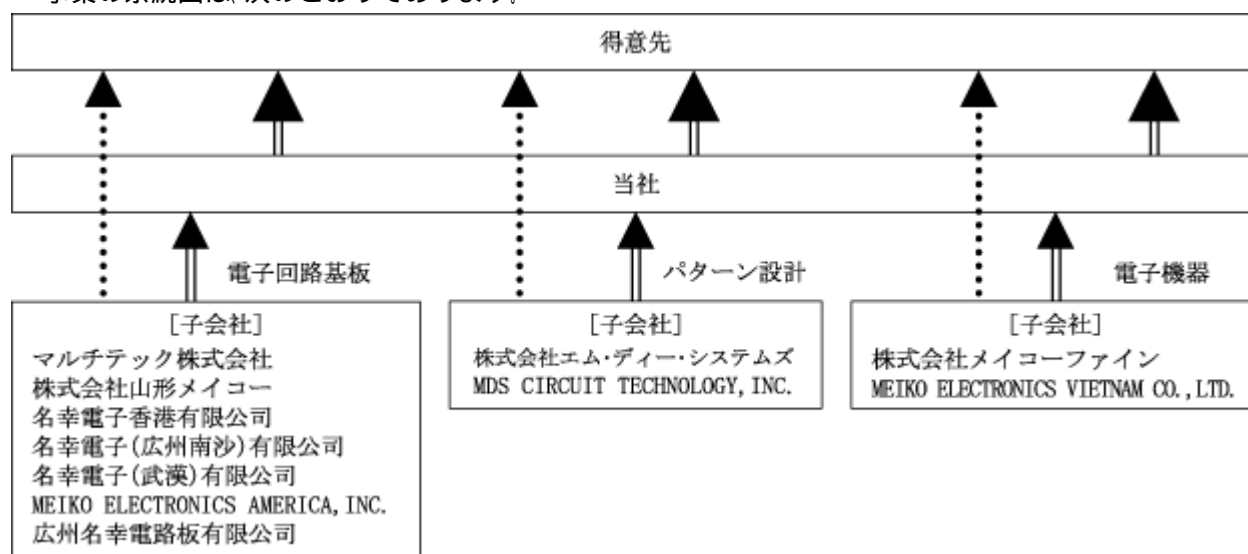 事業の系統図は、次のとおりであります。
得意先
当社
電子回路基板
パターン設計
電子機器
[子会社]
マルチテック株式会社
株式会社山形メイコー
名幸電子香港有限公司
名幸電子(広州南沙)有限公司
名幸電子(武漢)有限公司
MEIKO ELECTRONICS AMERICA, INC.
広州名幸電路板有限公司
[子会社]
株式会社エム・ディー・システムズ
MDS CIRCUIT TECHNOLOGY, INC.
[子会社]
株式会社メイコーファイン
MEIKO ELECTRONICS VIETNAM CO., LTD.